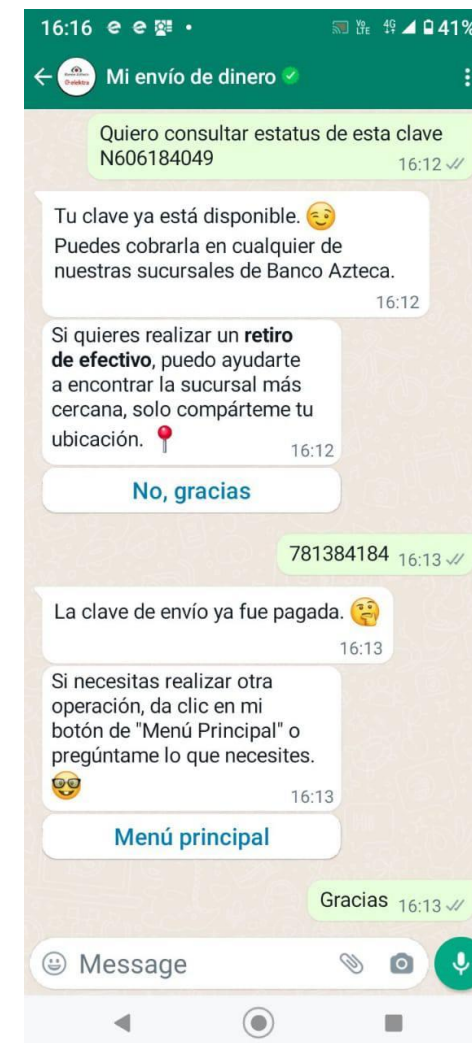 16:16 41%
Mi envío de dinero
Quiero consultar estatus de esta clave
N606184049
16:12
Tu clave ya está disponible. 😉
Puedes cobrarla en cualquier de
nuestras sucursales de Banco Azteca.
16:12
Si quieres realizar un retiro
de efectivo, puedo ayudarte
a encontrar la sucursal más
cercana, solo compárteme tu
ubicación. 📍
16:12
No, gracias
781384184 16:13
La clave de envío ya fue pagada. 🤔
16:13
Si necesitas realizar otra
operación, da clic en mi
botón de "Menú Principal" o
pregúntame lo que necesites.
🤓
16:13
Menú principal
Gracias 16:13
Message